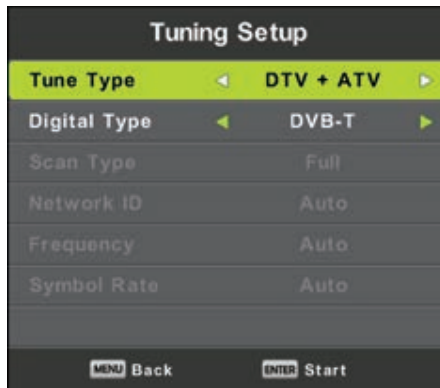 Tuning Setup
Tune Type DTV + ATV
Digital Type DVB-T
Scan Type Full
Network ID Auto
Frequency Auto
Symbol Rate Auto
MENU Back ENTER Start